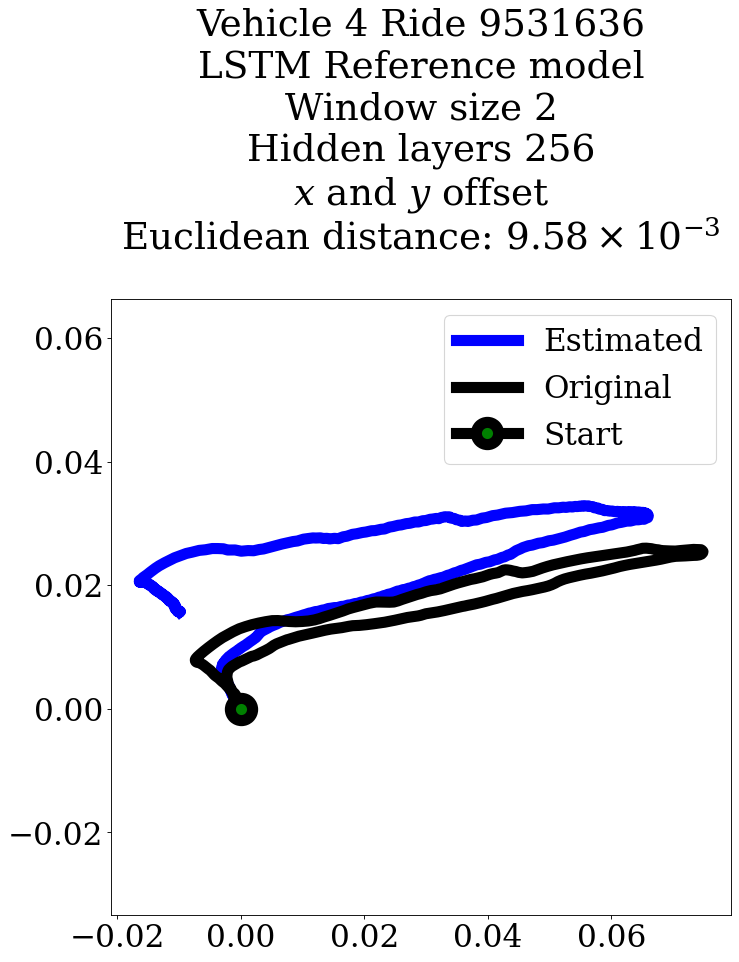 Vehicle 4 Ride 9531636
LSTM Reference model
Window size 2
Hidden layers 256
x and y offset
Euclidean distance: 9.58 × 10⁻³
Estimated
Original
Start
0.06
0.04
0.02
0.00
−0.02
−0.02 0.00 0.02 0.04 0.06